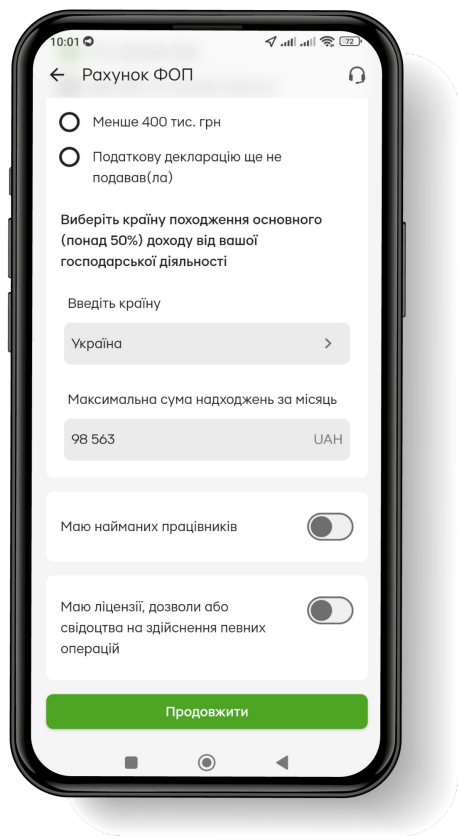 10:01
72
Рахунок ФОП
Менше 400 тис. грн
Податкову декларацію ще не
подавав(ла)
Виберіть країну походження основного
(понад 50%) доходу від вашої
господарської діяльності
Введіть країну
Україна
Максимальна сума надходжень за місяць
98 563 UAH
Маю найманих працівників
Маю ліцензії, дозволи або
свідоцтва на здійснення певних
операцій
Продовжити